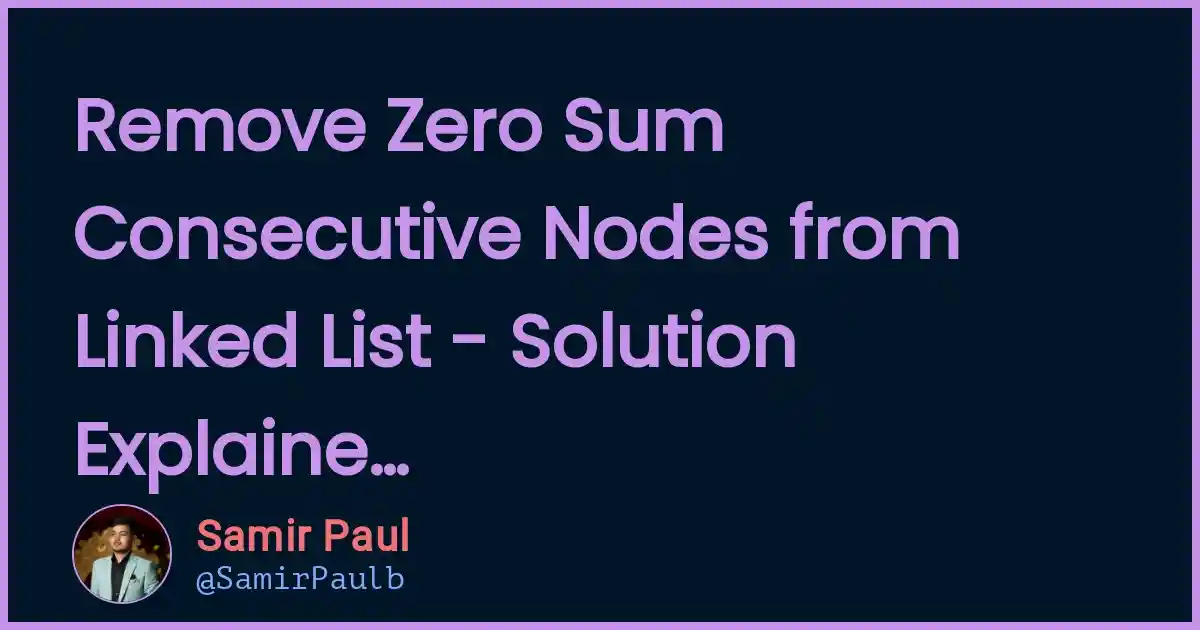 Remove Zero Sum
Consecutive Nodes from
Linked List - Solution
Explaine...
Samir Paul
@SamirPaulb